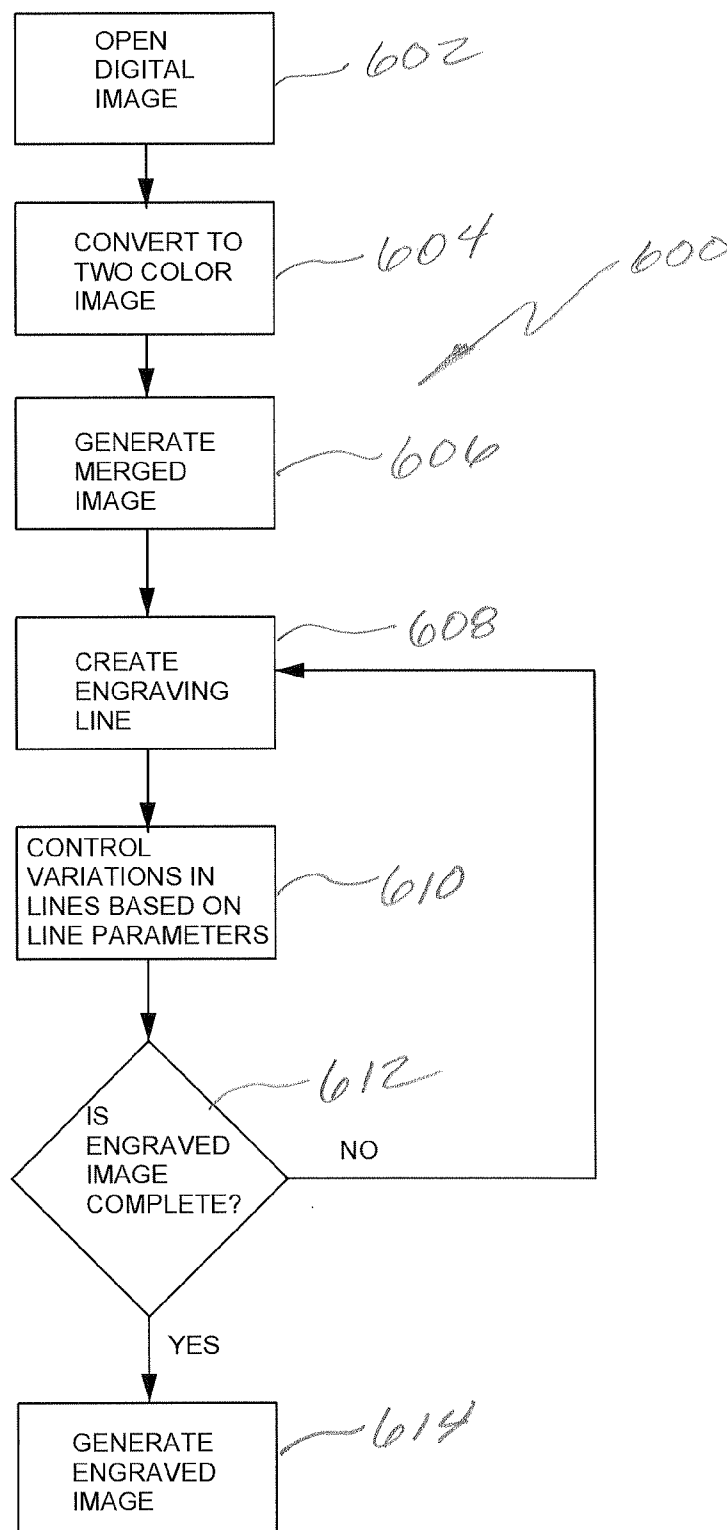 OPEN
DIGITAL
IMAGE
602
CONVERT TO
TWO COLOR
IMAGE
604
600
GENERATE
MERGED
IMAGE
606
608
CREATE
ENGRAVING
LINE
CONTROL
VARIATIONS IN
LINES BASED ON
LINE PARAMETERS
610
612
IS
ENGRAVED
IMAGE
COMPLETE?
NO
YES
GENERATE
ENGRAVED
IMAGE
614